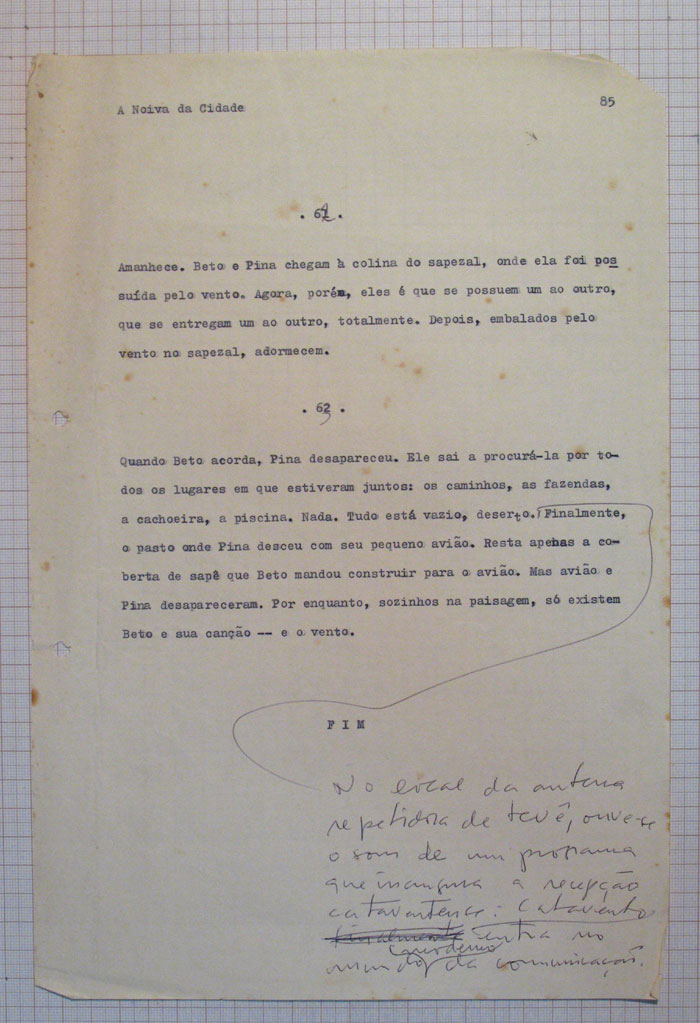 A Noiva da Cidade
85
. 64 .
Amanhece. Beto e Pina chegam à colina do sapezal, onde ela foi pos
suída pelo vento. Agora, porém, eles é que se possuem um ao outro,
que se entregam um ao outro, totalmente. Depois, embalados pelo
vento no sapezal, adormecem.
. 63 .
Quando Beto acorda, Pina desapareceu. Ele sai a procurá-la por to-
dos os lugares em que estiveram juntos: os caminhos, as fazendas,
a cachoeira, a piscina. Nada. Tudo está vazio, deserto. Finalmente,
o pasto onde Pina desceu com seu pequeno avião. Resta apenas a co-
berta de sapê que Beto mandou construir para o avião. Mas avião e
Pina desapareceram. Por enquanto, sozinhos na paisagem, só existem
Beto e sua canção -- e o vento.
F I M
No local da antena
repetidora de tevê, ouve-se
o som de um programa
que inaugura a recepção
catavantense: Catavento
finalmente entra no
mundo moderno da comunicação.